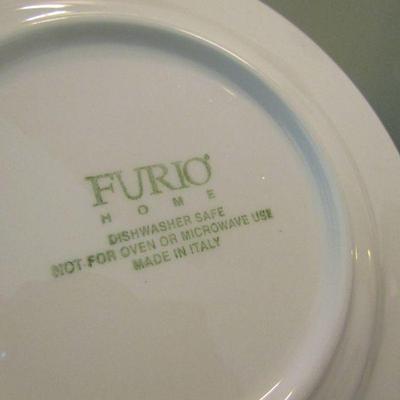 FURIO®
HOME
DISHWASHER SAFE
NOT FOR OVEN OR MICROWAVE USE
MADE IN ITALY